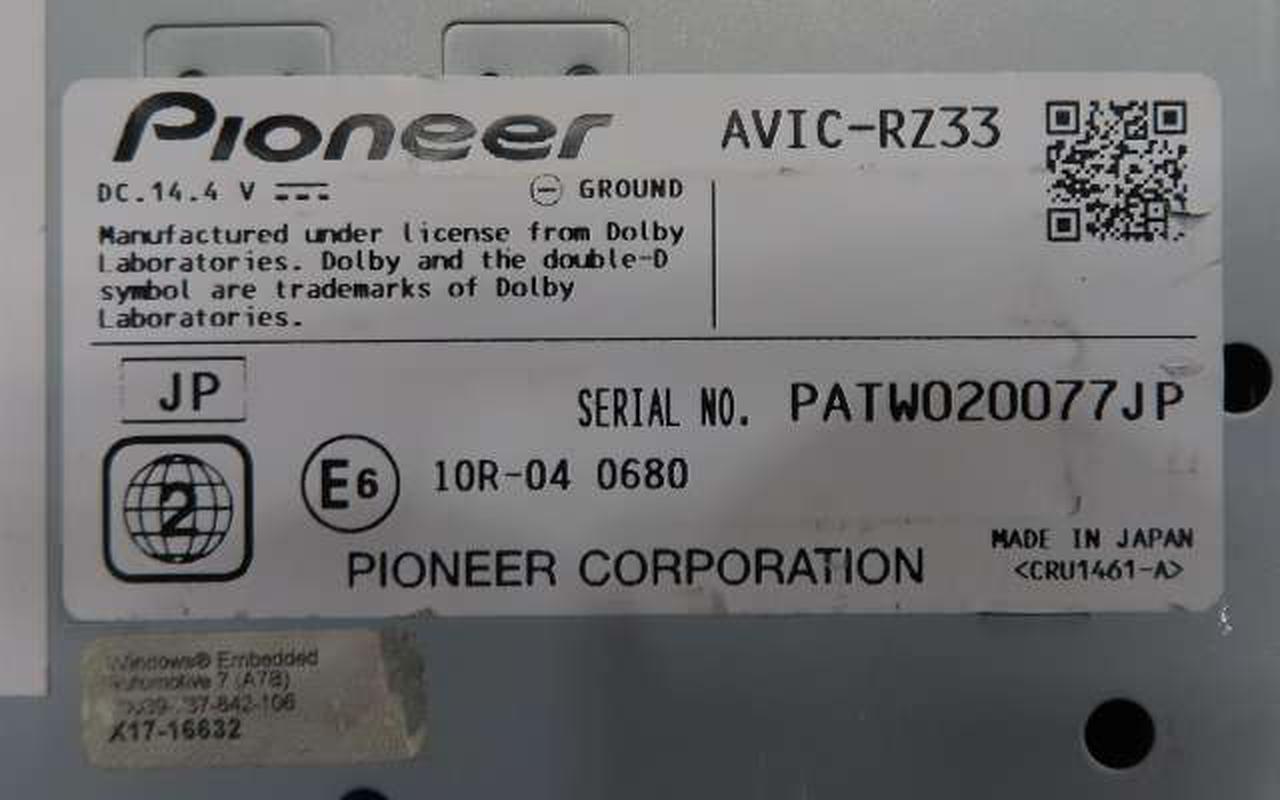 Pioneer AVIC-RZ33
DC.14.4 V GROUND
Manufactured under license from Dolby
Laboratories. Dolby and the double-D
symbol are trademarks of Dolby
Laboratories.
JP
SERIAL NO. PATW020077JP
2
E6 10R-04 0680
MADE IN JAPAN
PIONEER CORPORATION <CRU1461-A>
Windows® Embedded
Automotive 7 (A7B)
X17-16632